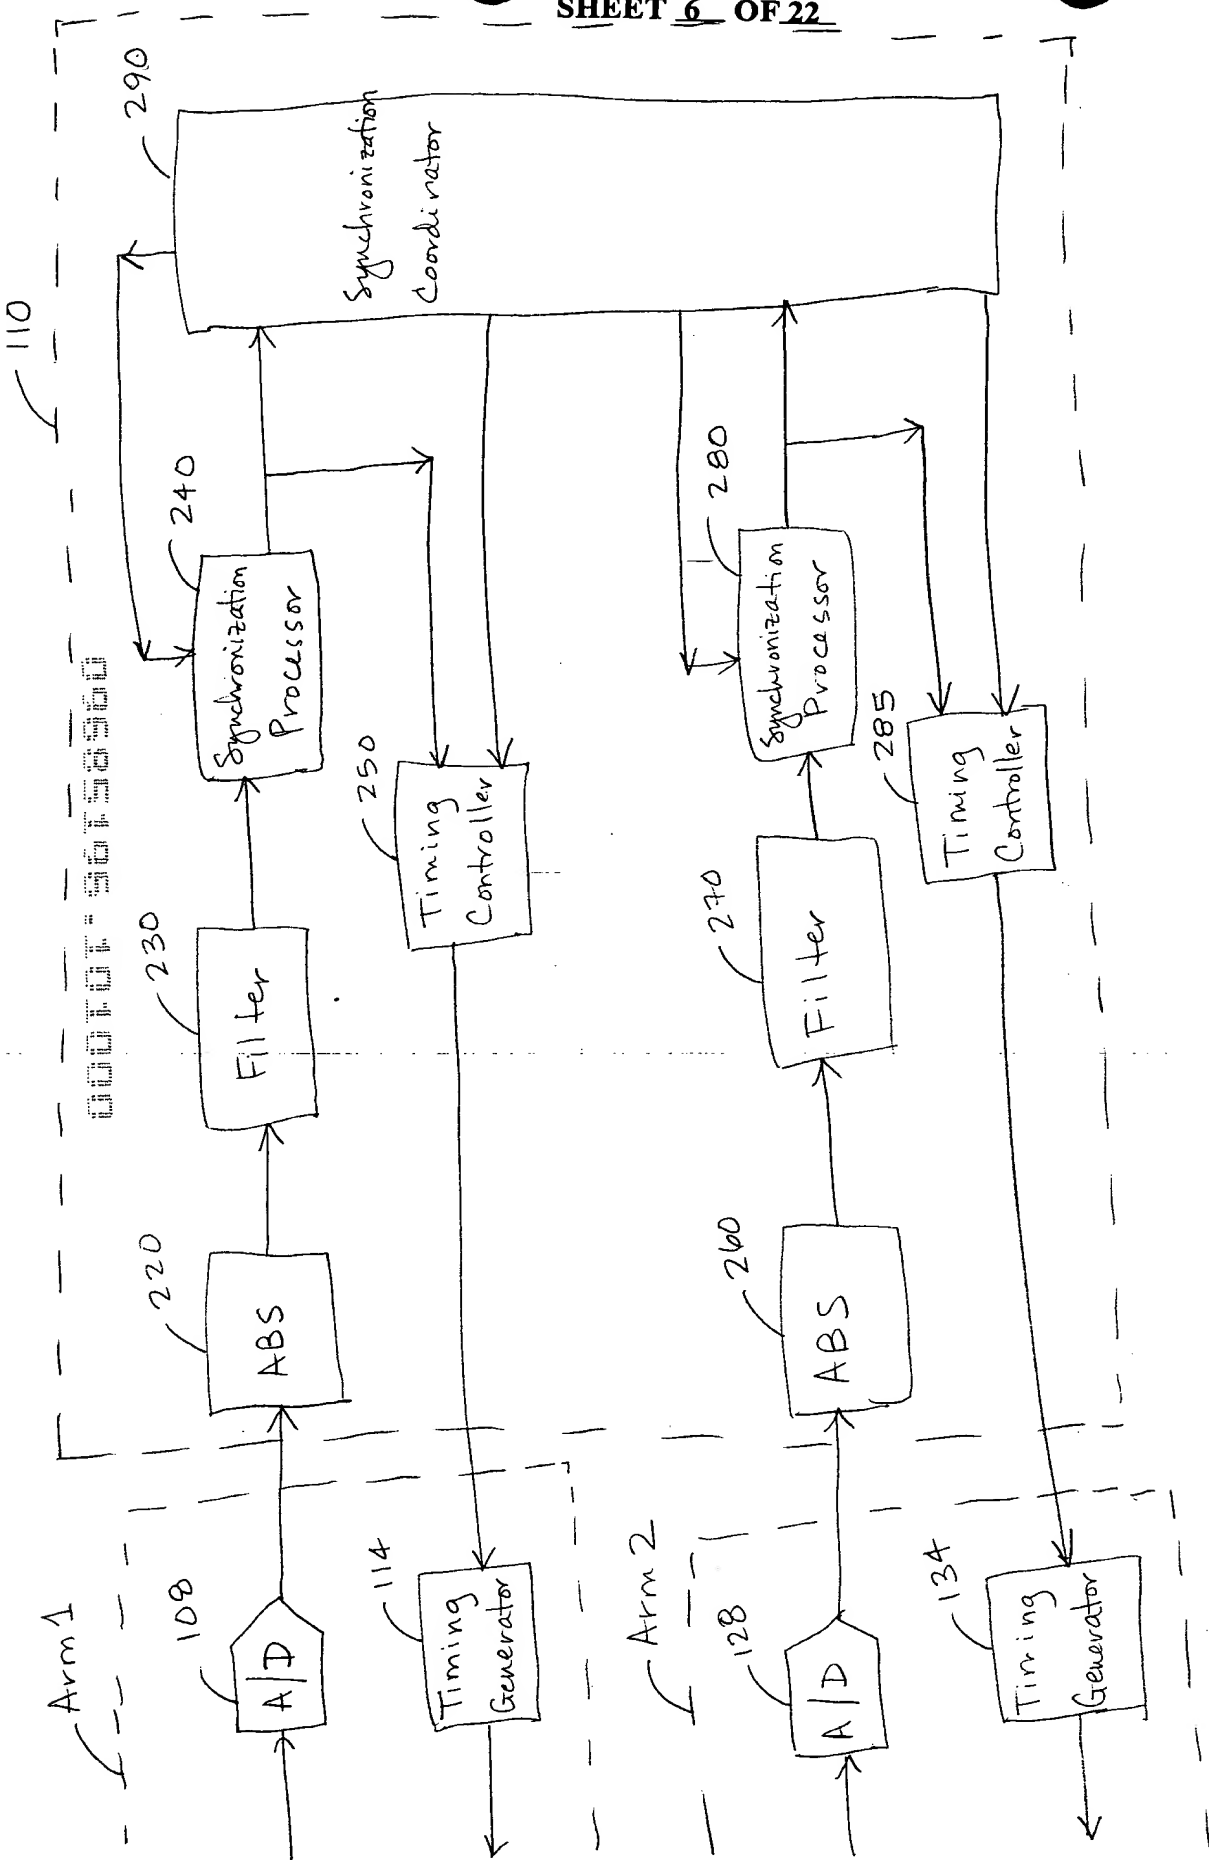 SHEET 6 OF 22
110
290
Synchronization
Coordinator
240
Synchronization
Processor
250
Timing
Controller
230
Filter
220
ABS
Arm 1
108
A/D
114
Timing
Generator
280
Synchronization
Processor
285
Timing
Controller
270
Filter
260
ABS
Arm 2
128
A/D
134
Timing
Generator